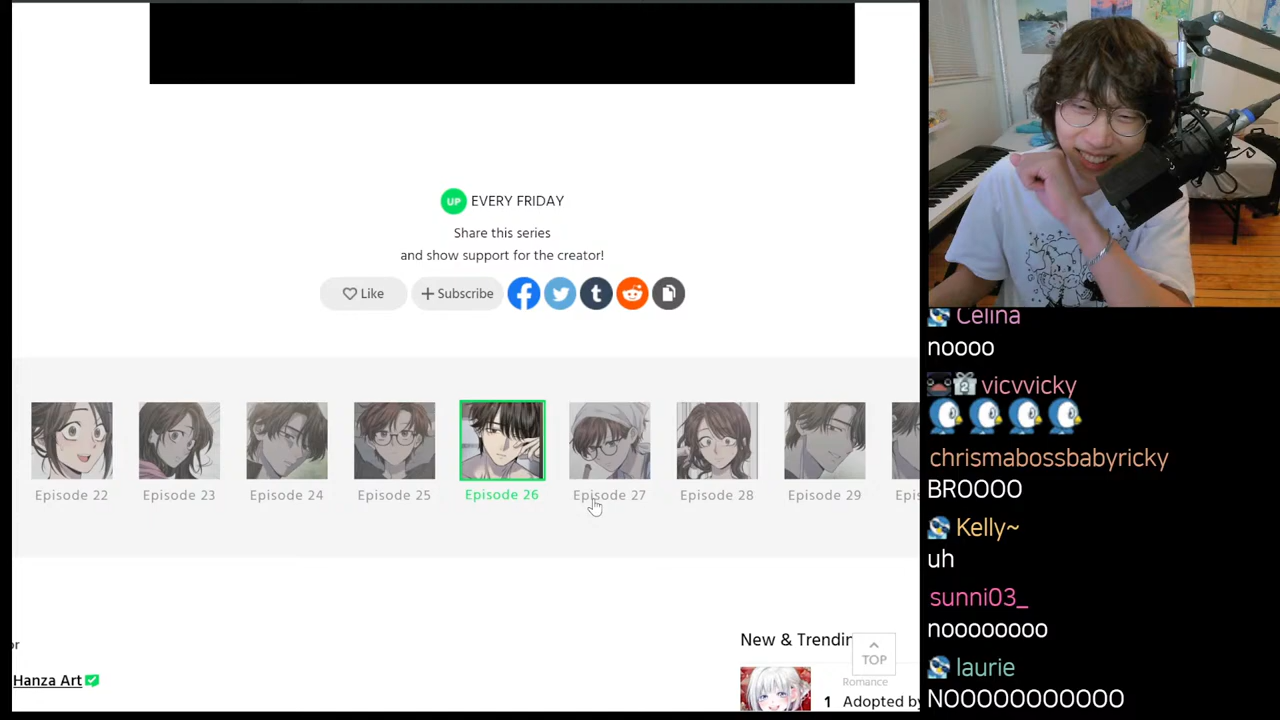 UP EVERY FRIDAY
Share this series
and show support for the creator!
Like
Subscribe
Episode 22
Episode 23
Episode 24
Episode 25
Episode 26
Episode 27
Episode 28
Episode 29
New & Trendin
TOP
Hanza Art
Romance
1 Adopted by
Celina
noooo
2 vicvvicky
chrismabossbabyricky
BROOOO
Kelly~
uh
sunni03_
noooooooo
laurie
NOOOOOOOOOOO